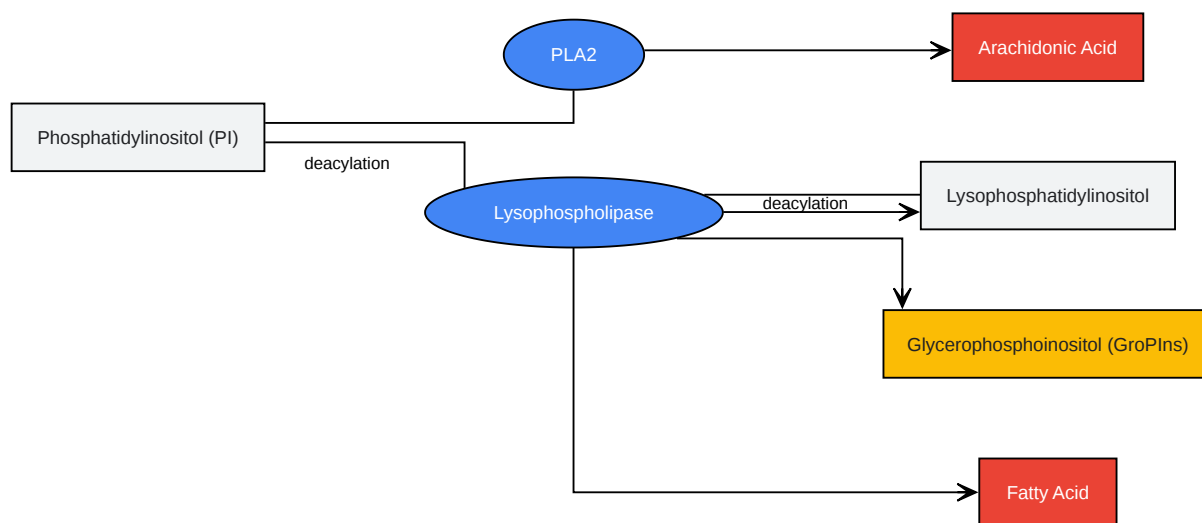 PLA2
Arachidonic Acid
Phosphatidylinositol (PI)
deacylation
Lysophospholipase
deacylation
Lysophosphatidylinositol
Glycerophosphoinositol (GroPIns)
Fatty Acid